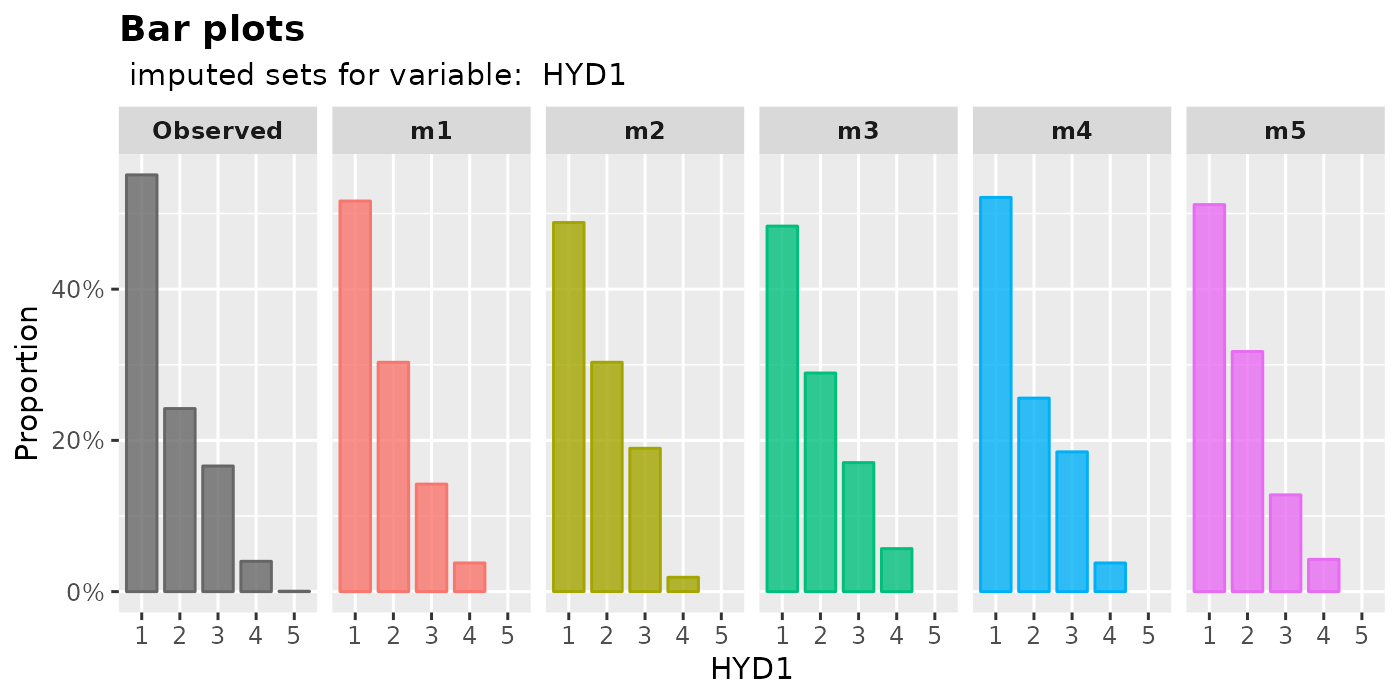 Bar plots
imputed sets for variable:  HYD1
Observed m1 m2 m3 m4 m5
Proportion
40%
20%
0%
1 2 3 4 5 1 2 3 4 5 1 2 3 4 5 1 2 3 4 5 1 2 3 4 5 1 2 3 4 5
HYD1